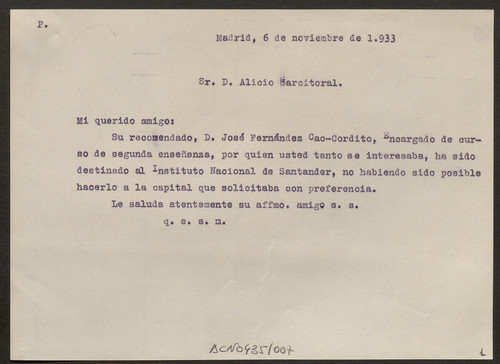 P.
Madrid, 6 de noviembre de 1.933
Sr. D. Alicio Garcitoral.
Mi querido amigo:
Su recomendado, D. José Fernández Cao-Cordito, Encargado de cur-
so de segunda enseñanza, por quien usted tanto se interesaba, ha sido
destinado al Instituto Nacional de Santander, no habiendo sido posible
hacerlo a la capital que solicitaba con preferencia.
Le saluda atentamente su affmo. amigo s. s.
q. e. s. m.
ACN0435/007
1